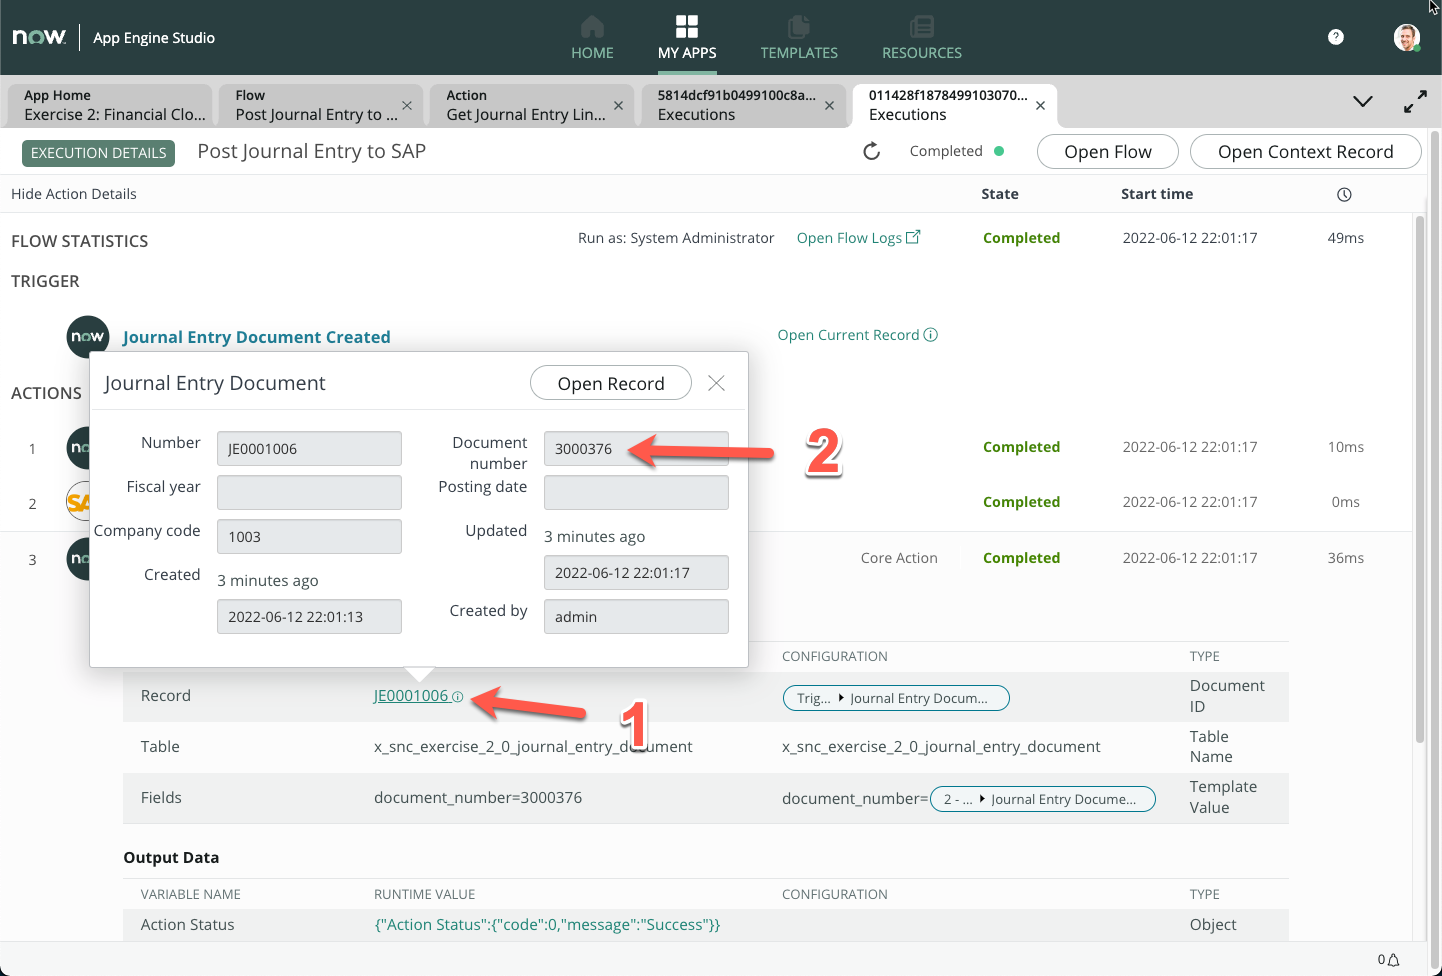 now.
App Engine Studio
HOME
MY APPS
TEMPLATES
RESOURCES
?
App Home
Exercise 2: Financial Clo...
Flow
Post Journal Entry to ...
Action
Get Journal Entry Lin...
5814dcf91b0499100c8a...
Executions
011428f1878499103070...
Executions
EXECUTION DETAILS
Post Journal Entry to SAP
Completed
Open Flow
Open Context Record
Hide Action Details
State
Start time
FLOW STATISTICS
Run as: System Administrator
Open Flow Logs
Completed
2022-06-12 22:01:17
49ms
TRIGGER
now
Journal Entry Document Created
Open Current Record
ACTIONS
Journal Entry Document
Open Record
Number
JE0001006
Document number
3000376
2
Fiscal year
Posting date
Company code
1003
Updated
3 minutes ago
2022-06-12 22:01:17
Created
3 minutes ago
2022-06-12 22:01:13
Created by
admin
1
Completed
2022-06-12 22:01:17
10ms
2
Completed
2022-06-12 22:01:17
0ms
3
Core Action
Completed
2022-06-12 22:01:17
36ms
CONFIGURATION
TYPE
Record
JE0001006
1
Trig... Journal Entry Docum...
Document ID
Table
x_snc_exercise_2_0_journal_entry_document
x_snc_exercise_2_0_journal_entry_document
Table Name
Fields
document_number=3000376
document_number= 2 - ... Journal Entry Docume...
Template Value
Output Data
VARIABLE NAME
RUNTIME VALUE
CONFIGURATION
TYPE
Action Status
{"Action Status":{"code":0,"message":"Success"}}
Object
0